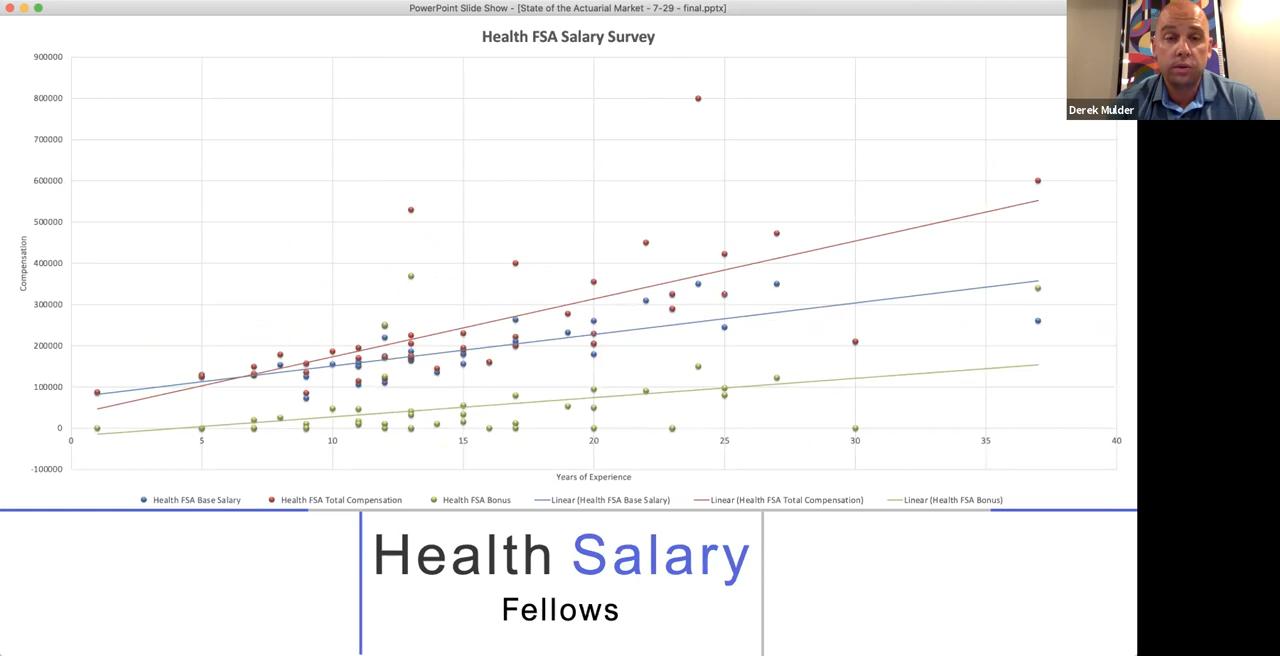 PowerPoint Slide Show - [State of the Actuarial Market - 7-29 - final.pptx]
Health FSA Salary Survey
Derek Mulder
900000
800000
700000
600000
500000
400000
300000
200000
100000
0
-100000
Compensation
0 5 10 15 20 25 30 35 40
Years of Experience
Health FSA Base Salary Health FSA Total Compensation Health FSA Bonus Linear (Health FSA Base Salary) Linear (Health FSA Total Compensation) Linear (Health FSA Bonus)
Health Salary
Fellows